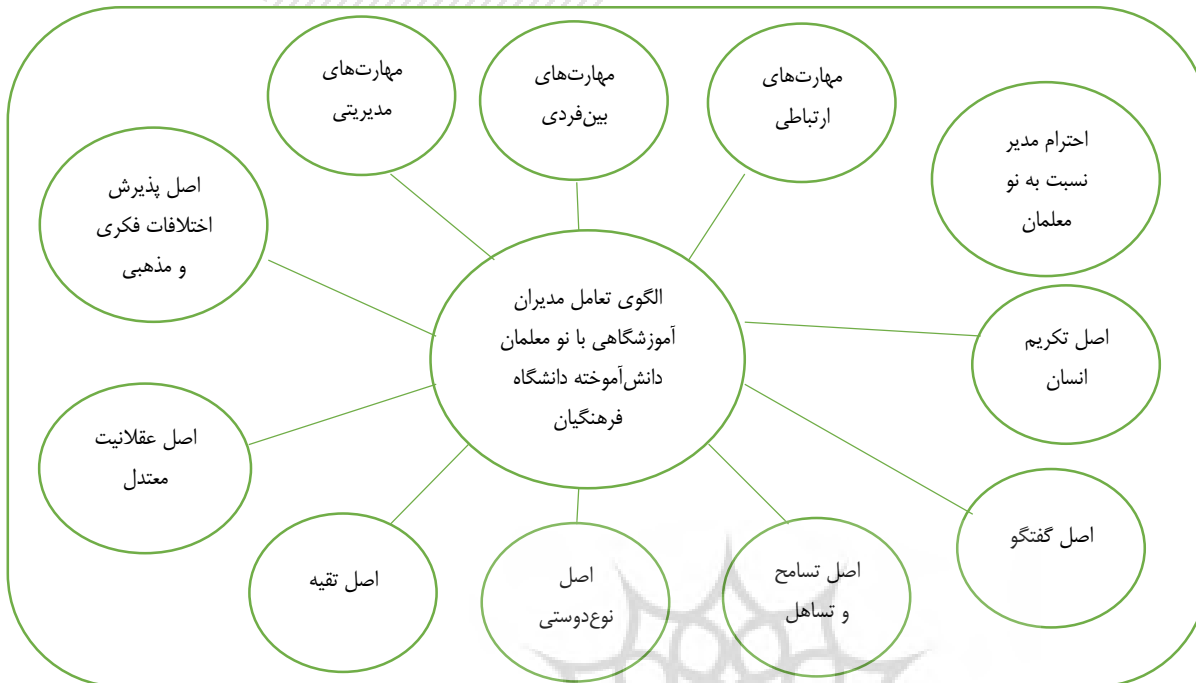 مهارت‌های
ارتباطی
مهارت‌های
بین‌فردی
مهارت‌های
مدیریتی
احترام مدیر
نسبت به نو
معلمان
اصل پذیرش
اختلافات فکری
و مذهبی
الگوی تعامل مدیران
آموزشگاهی با نو معلمان
دانش‌آموخته دانشگاه
فرهنگیان
اصل تکریم
انسان
اصل عقلانیت
معتدل
اصل گفتگو
اصل تسامح
و تساهل
اصل
نوع‌دوستی
اصل تقیه